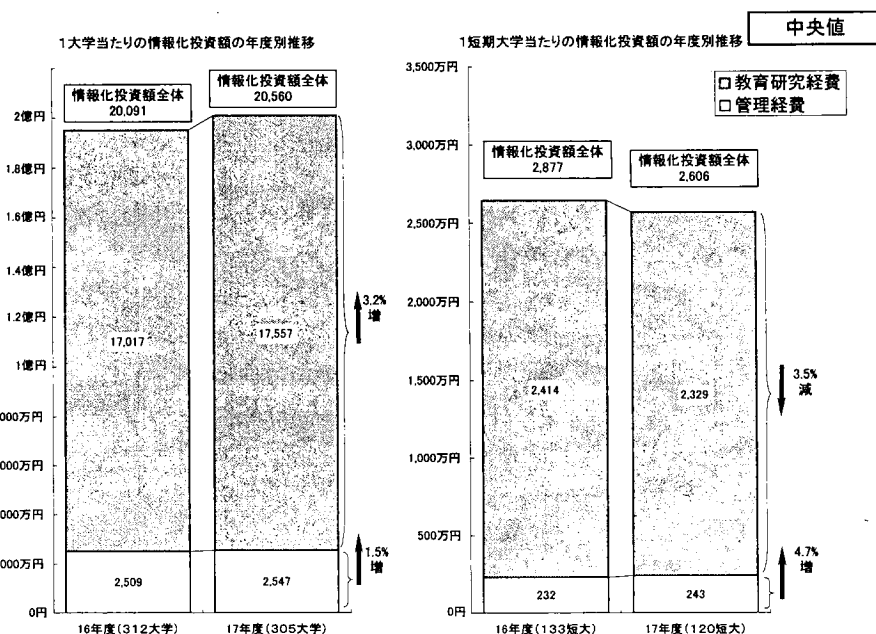 中央値
1大学当たりの情報化投資額の年度別推移
情報化投資額全体
20,091
情報化投資額全体
20,560
2億円
1.8億円
1.6億円
1.4億円
1.2億円
1億円
000万円
000万円
000万円
000万円
0円
17,017
17,557
2,509
2,547
3.2%
増
1.5%
増
16年度(312大学)
17年度(305大学)
1短期大学当たりの情報化投資額の年度別推移
3,500万円
3,000万円
2,500万円
2,000万円
1,500万円
1,000万円
500万円
0円
教育研究経費
管理経費
情報化投資額全体
2,877
情報化投資額全体
2,606
2,414
2,329
232
243
3.5%
減
4.7%
増
16年度(133短大)
17年度(120短大)